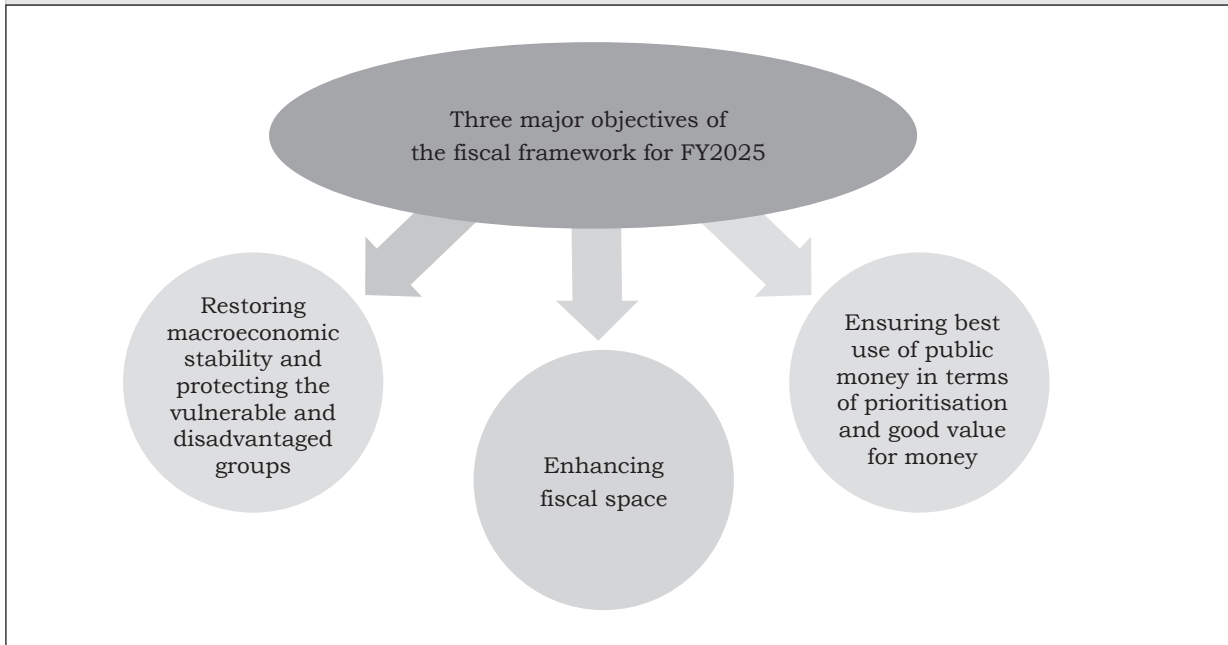 Three major objectives of
the fiscal framework for FY2025
Restoring
macroeconomic
stability and
protecting the
vulnerable and
disadvantaged
groups
Enhancing
fiscal space
Ensuring best
use of public
money in terms
of prioritisation
and good value
for money